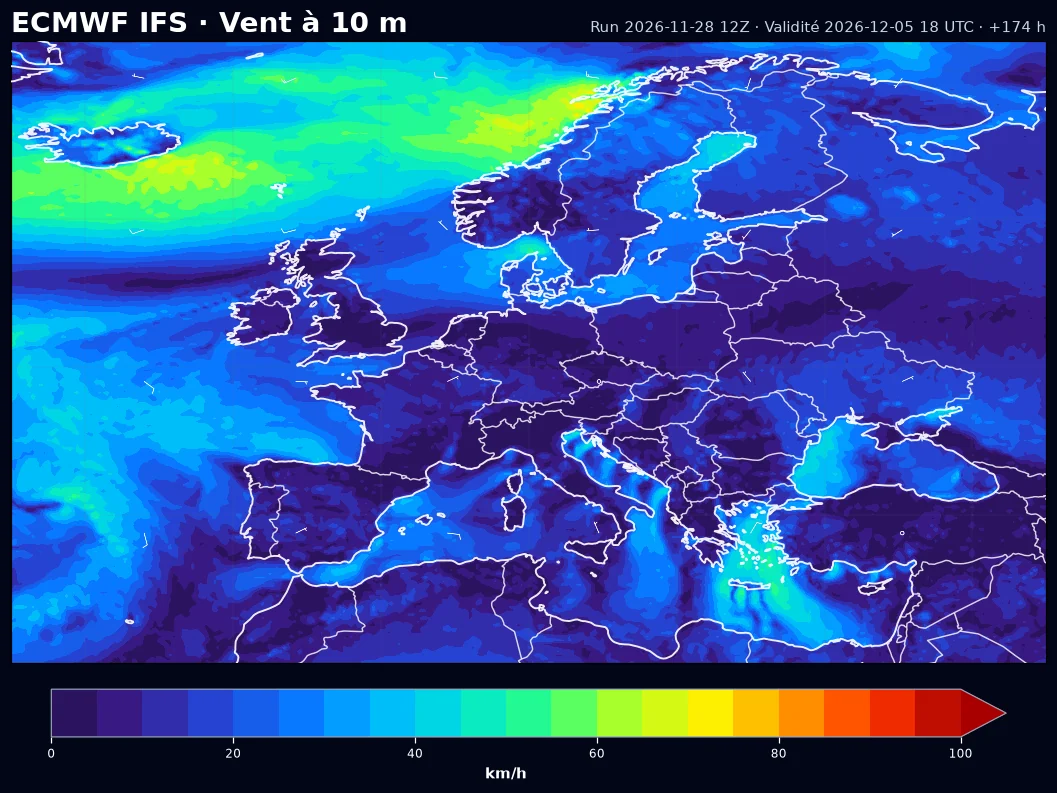 ECMWF IFS · Vent à 10 m
Run 2026-11-28 12Z · Validité 2026-12-05 18 UTC · +174 h
0 20 40 60 80 100
km/h